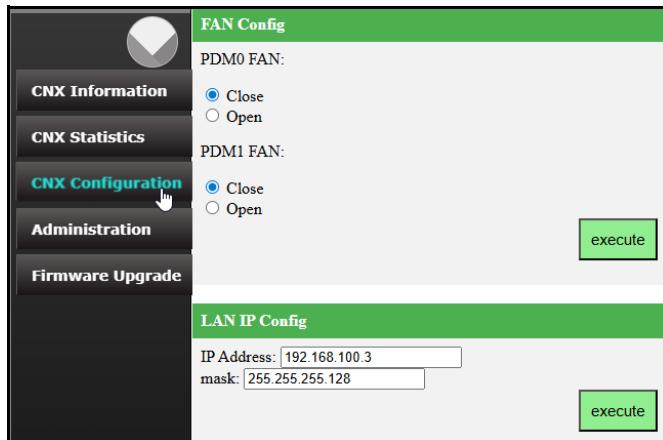 CNX Information
CNX Statistics
CNX Configuration
Administration
Firmware Upgrade
FAN Config
PDM0 FAN:
Close
Open
PDM1 FAN:
Close
Open
execute
LAN IP Config
IP Address: 192.168.100.3
mask: 255.255.255.128
execute